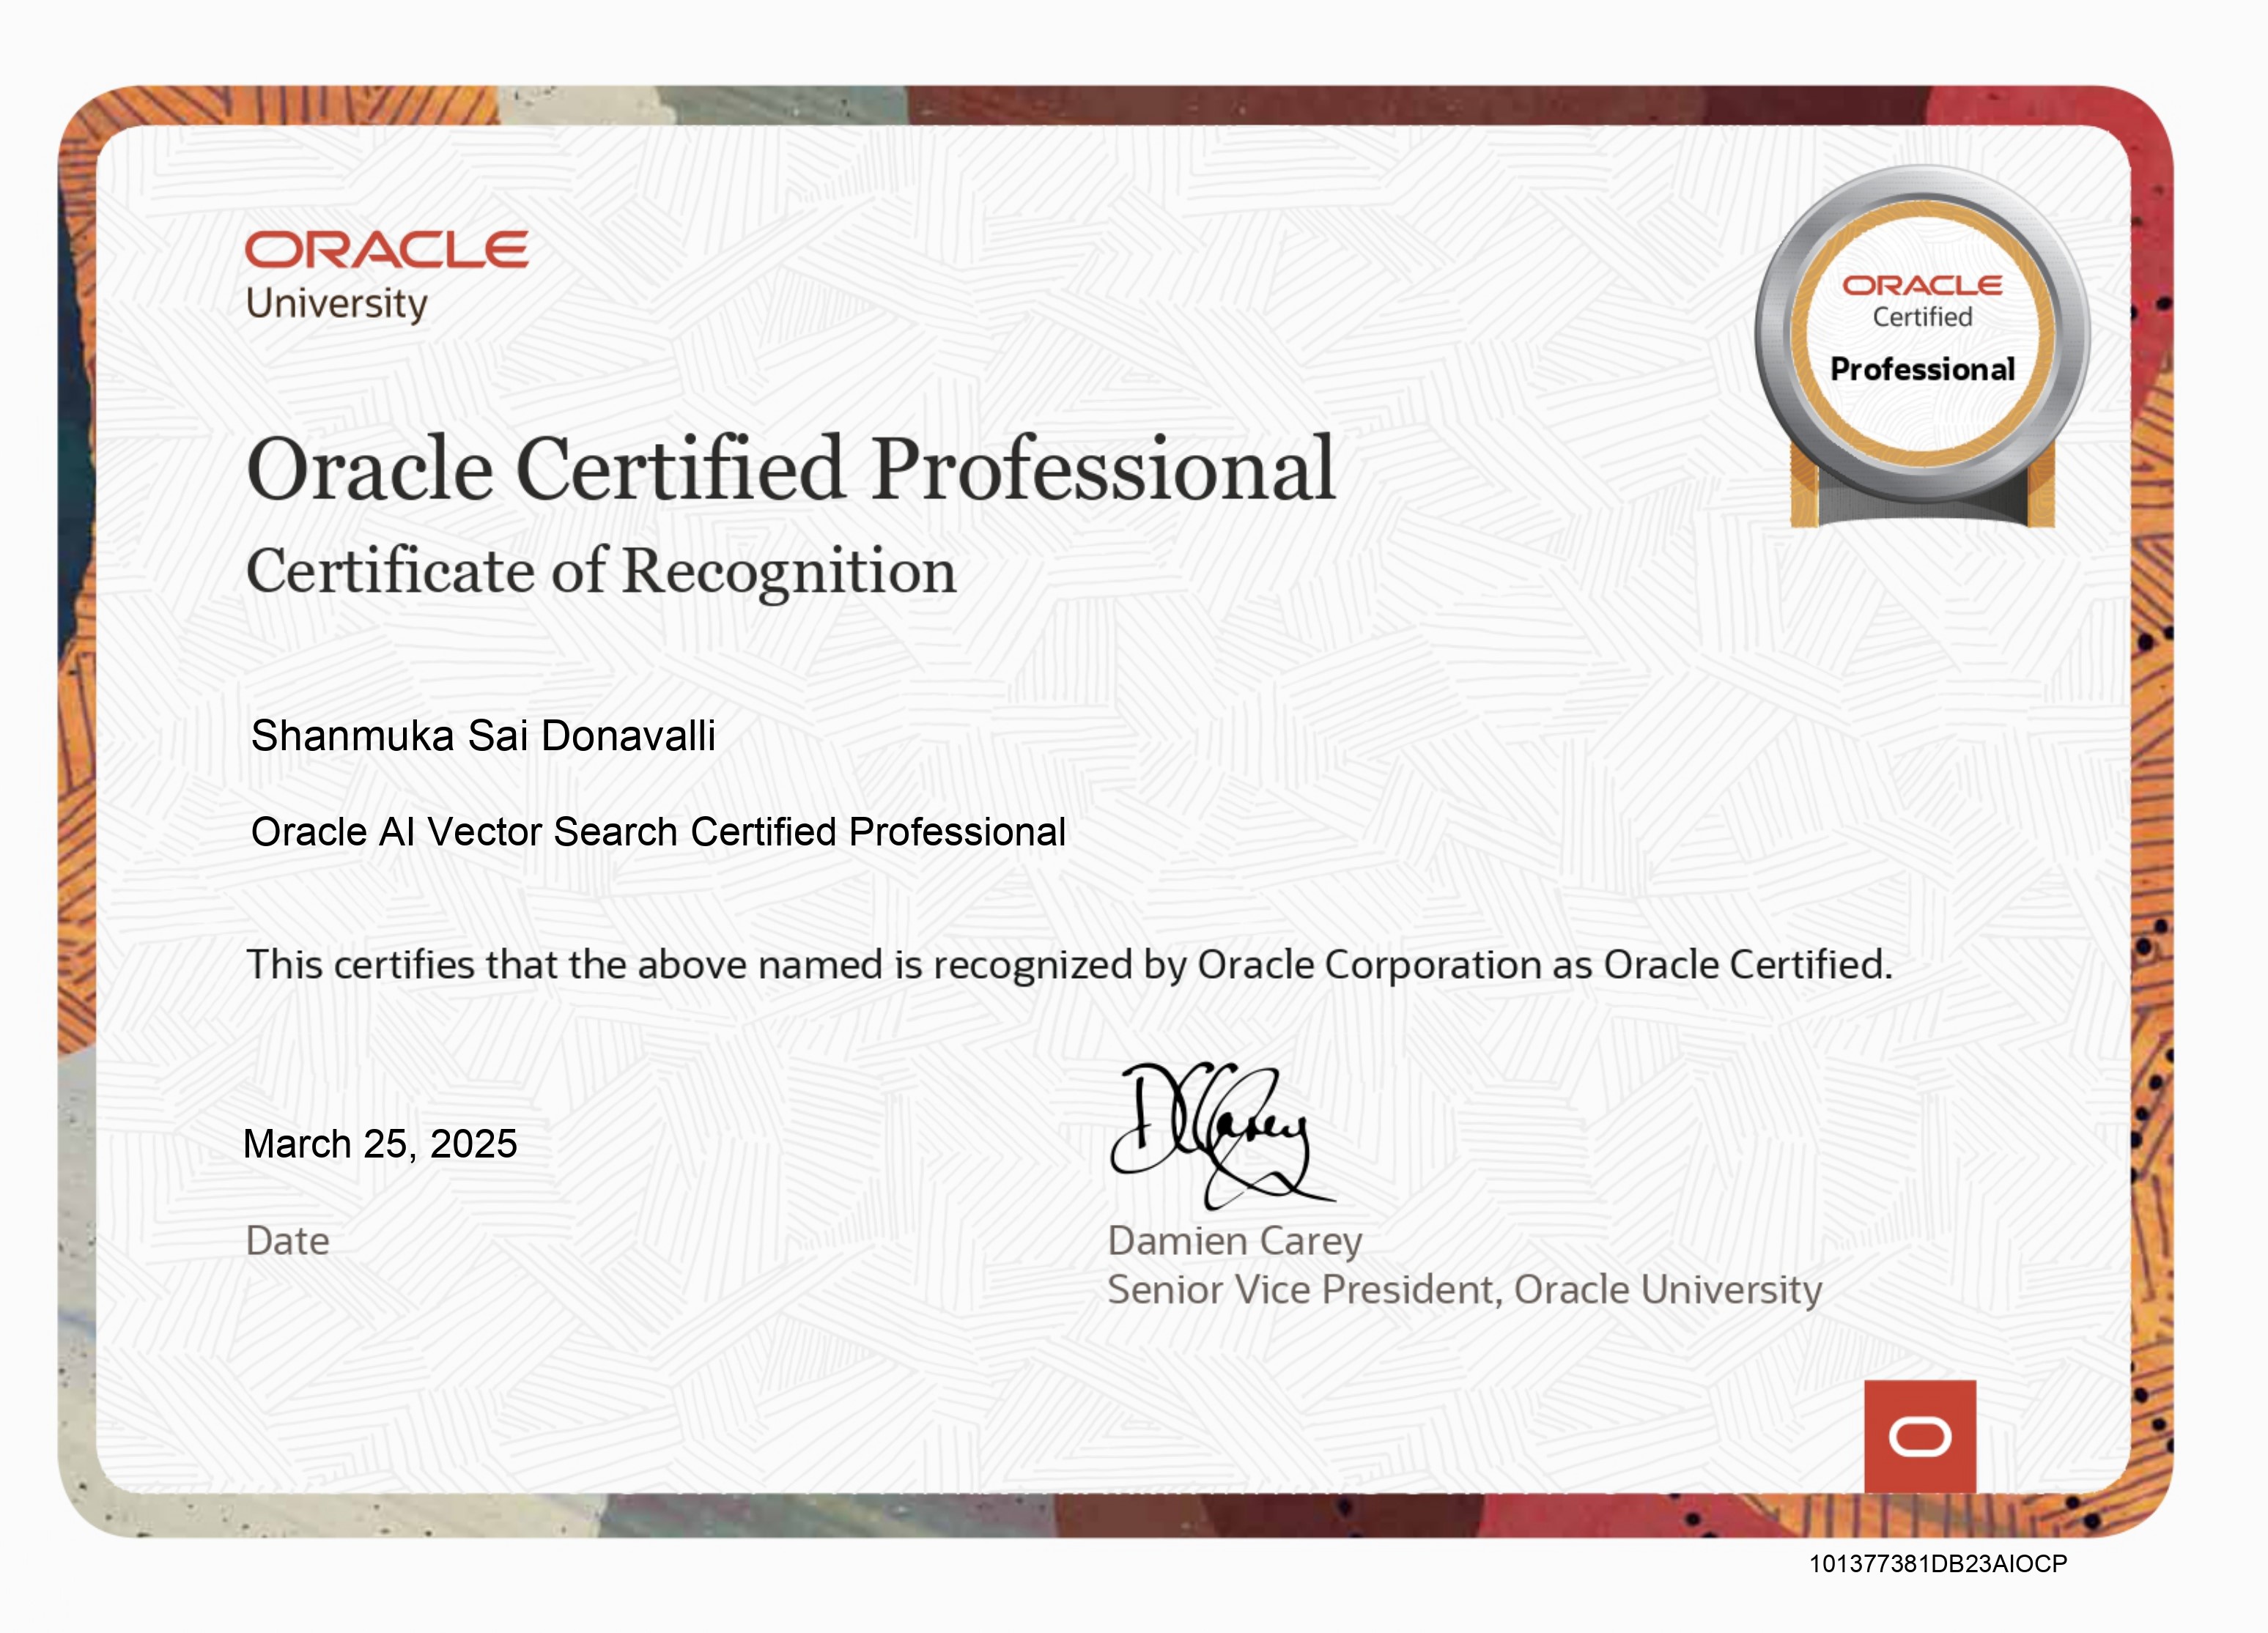 ORACLE
University
ORACLE
Certified
Professional
Oracle Certified Professional
Certificate of Recognition
Shanmuka Sai Donavalli
Oracle AI Vector Search Certified Professional
This certifies that the above named is recognized by Oracle Corporation as Oracle Certified.
DCCarey
March 25, 2025
Date
Damien Carey
Senior Vice President, Oracle University
101377381DB23AIOCP